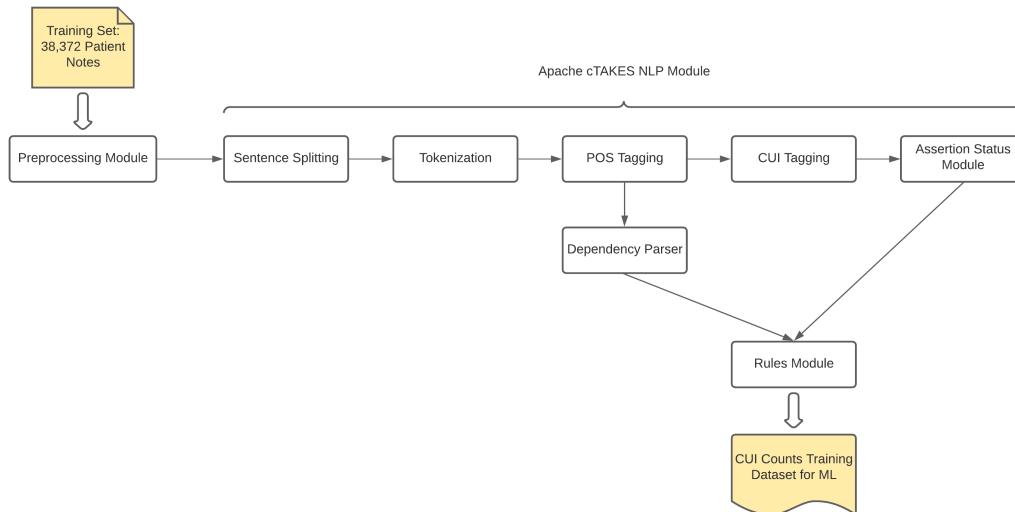 Training Set:
38,372 Patient
Notes
Apache cTAKES NLP Module
Preprocessing Module
Sentence Splitting
Tokenization
POS Tagging
CUI Tagging
Assertion Status
Module
Dependency Parser
Rules Module
CUI Counts Training
Dataset for ML